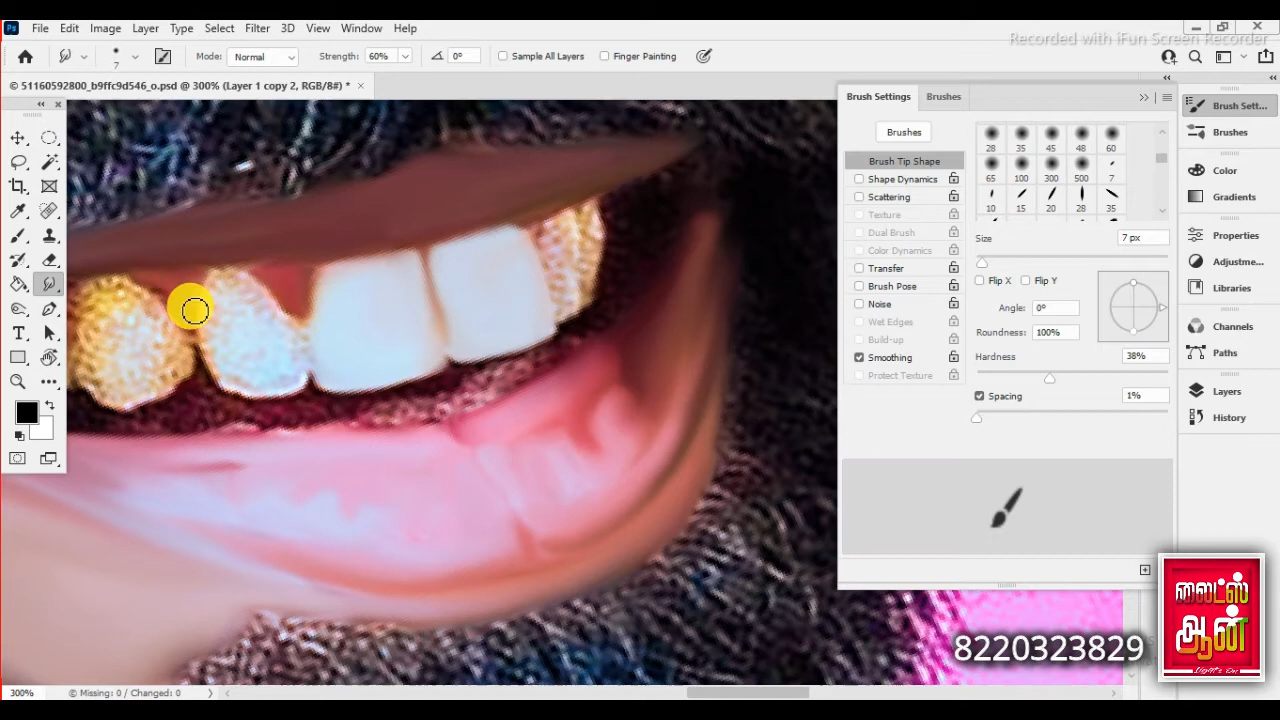 Ps File Edit Image Layer Type Select Filter 3D View Window Help
Recorded with iFun Screen Recorder
7 Mode: Normal Strength: 60% 0° Sample All Layers Finger Painting
© 51160592800_b9ffc9d546_o.psd @ 300% (Layer 1 copy 2, RGB/8#) *
Brush Settings Brushes
Brushes
28 35 45 48 60
Brush Tip Shape
65 100 300 500 7
Shape Dynamics
Scattering
10 15 20 28 35
Texture
Dual Brush
Size 7 px
Color Dynamics
Transfer
Flip X Flip Y
Brush Pose
Noise
Angle: 0°
Wet Edges
Roundness: 100%
Build-up
Smoothing
Hardness 38%
Protect Texture
Spacing 1%
Brush Sett...
Brushes
Color
Gradients
Properties
Adjustme...
Libraries
Channels
Paths
Layers
History
லைட்ஸ்
ஆன்
Light's On
8220323829
300% © Missing: 0 / Changed: 0